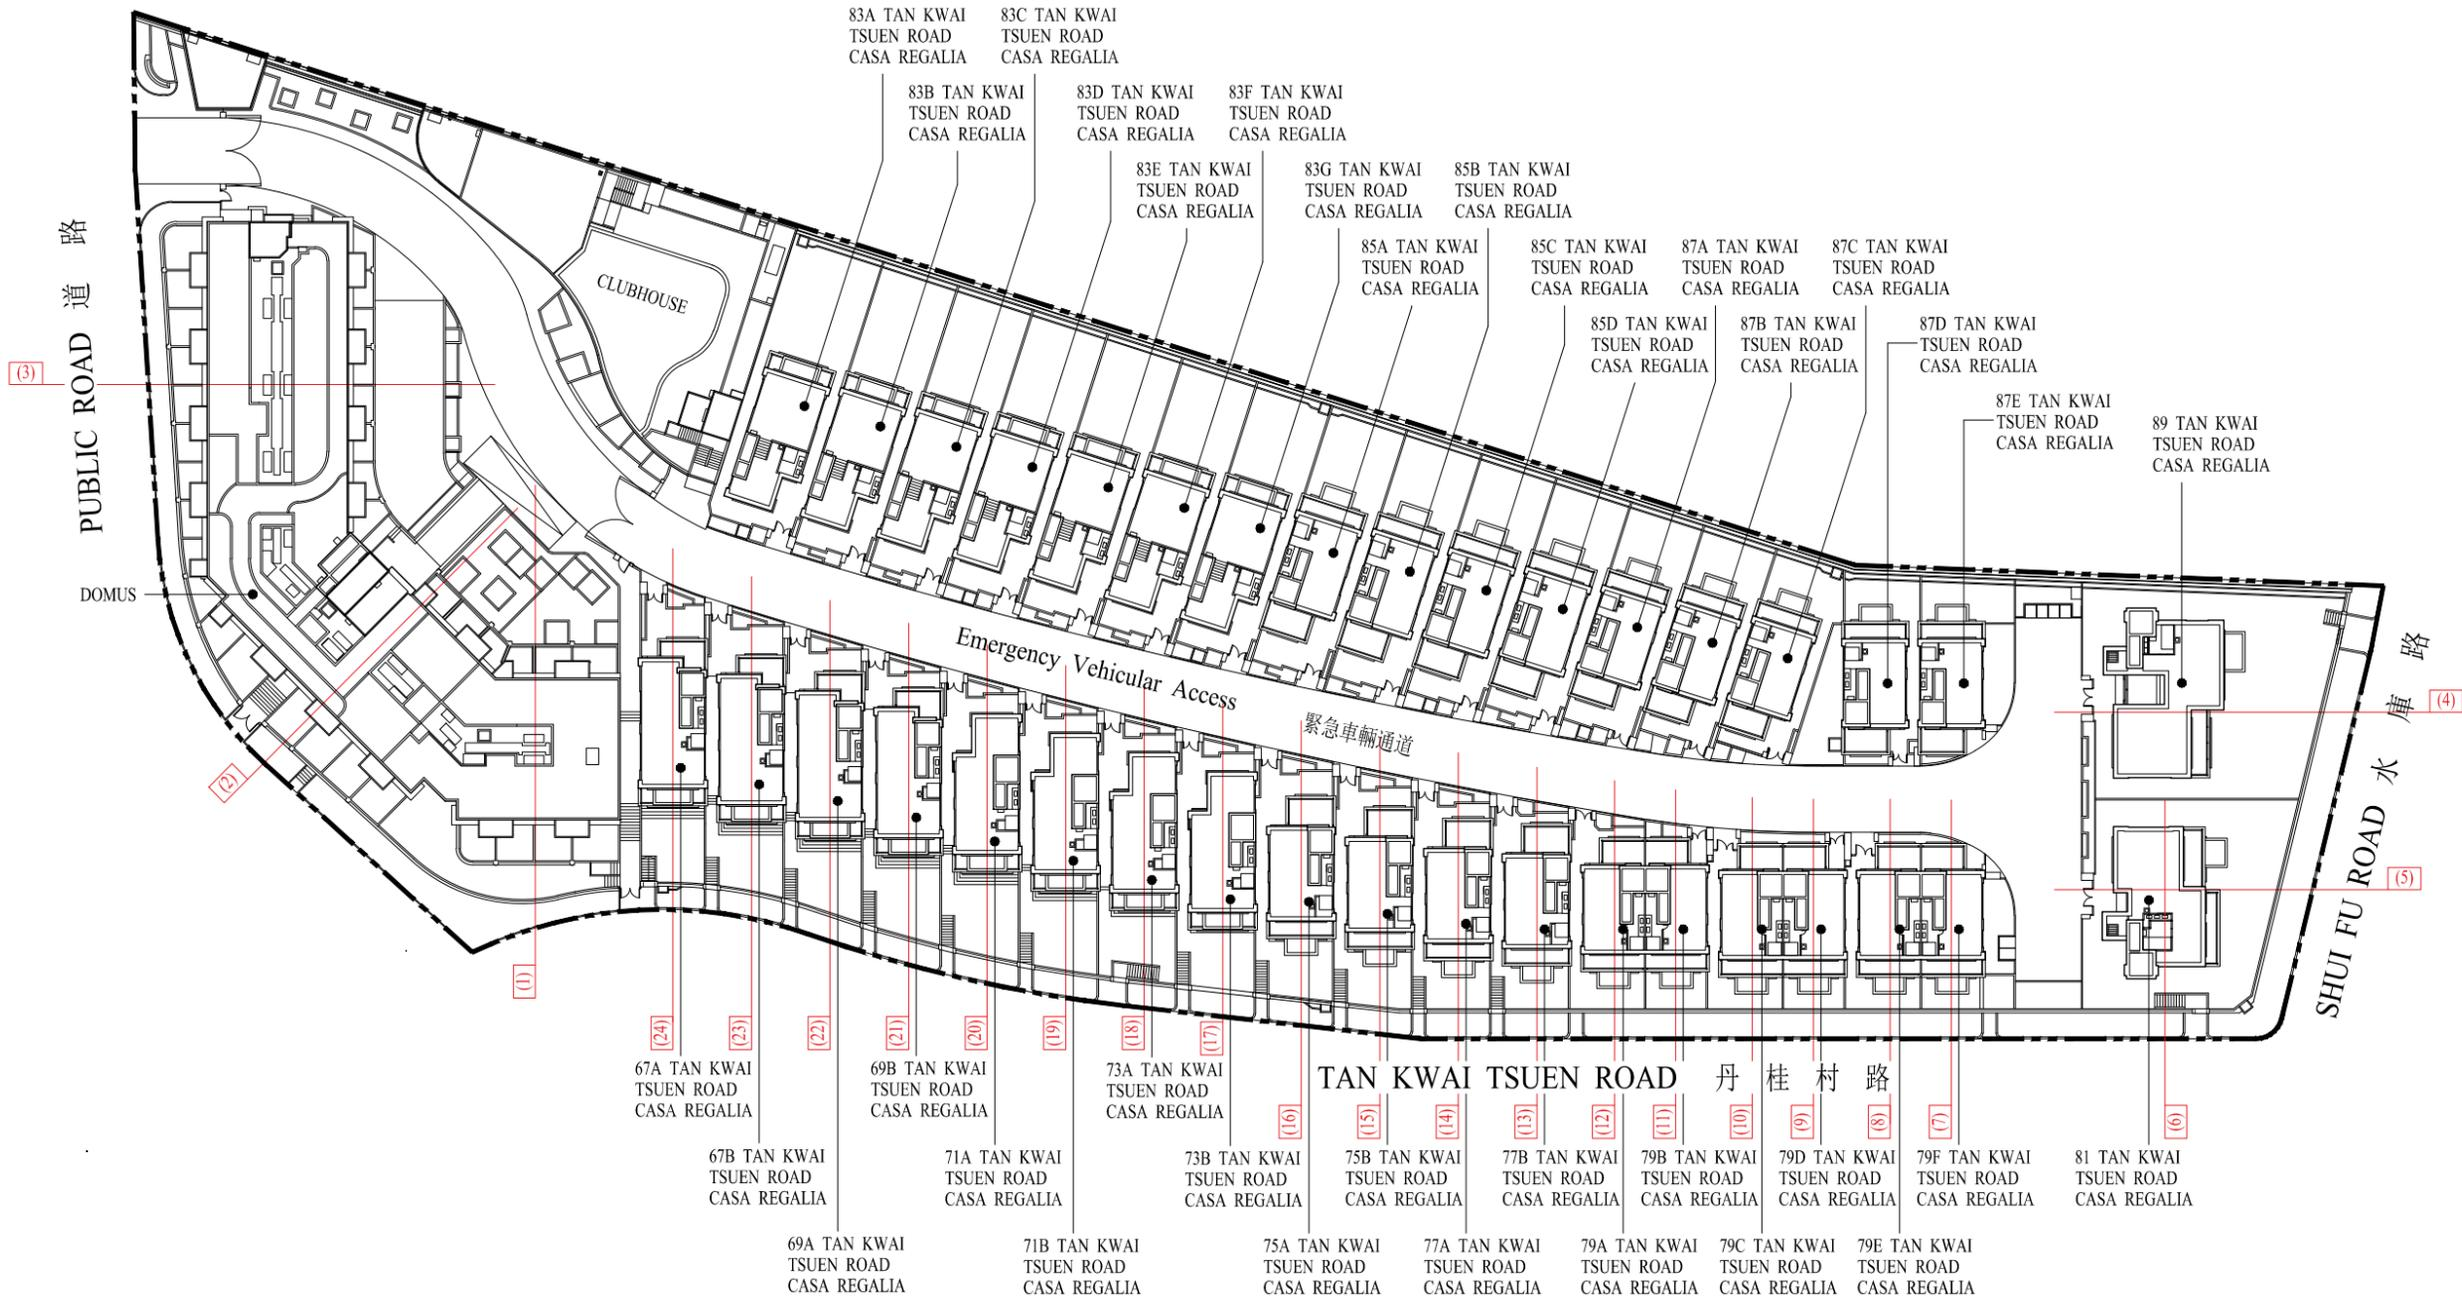 83A TAN KWAI
TSUEN ROAD
CASA REGALIA
83C TAN KWAI
TSUEN ROAD
CASA REGALIA
83B TAN KWAI
TSUEN ROAD
CASA REGALIA
83D TAN KWAI
TSUEN ROAD
CASA REGALIA
83F TAN KWAI
TSUEN ROAD
CASA REGALIA
83E TAN KWAI
TSUEN ROAD
CASA REGALIA
83G TAN KWAI
TSUEN ROAD
CASA REGALIA
85B TAN KWAI
TSUEN ROAD
CASA REGALIA
85A TAN KWAI
TSUEN ROAD
CASA REGALIA
85C TAN KWAI
TSUEN ROAD
CASA REGALIA
87A TAN KWAI
TSUEN ROAD
CASA REGALIA
87C TAN KWAI
TSUEN ROAD
CASA REGALIA
85D TAN KWAI
TSUEN ROAD
CASA REGALIA
87B TAN KWAI
TSUEN ROAD
CASA REGALIA
87D TAN KWAI
TSUEN ROAD
CASA REGALIA
87E TAN KWAI
TSUEN ROAD
CASA REGALIA
89 TAN KWAI
TSUEN ROAD
CASA REGALIA
PUBLIC ROAD 道 路
CLUBHOUSE
(3)
DOMUS
Emergency Vehicular Access
緊急車輛通道
(4)
(5)
SHUI FU ROAD 水 庫 路
(2)
(1)
(24)
(23)
(22)
(21)
(20)
(19)
(18)
(17)
67A TAN KWAI
TSUEN ROAD
CASA REGALIA
69B TAN KWAI
TSUEN ROAD
CASA REGALIA
73A TAN KWAI
TSUEN ROAD
CASA REGALIA
TAN KWAI TSUEN ROAD 丹 桂 村 路
(16)
(15)
(14)
(13)
(12)
(11)
(10)
(9)
(8)
(7)
(6)
67B TAN KWAI
TSUEN ROAD
CASA REGALIA
71A TAN KWAI
TSUEN ROAD
CASA REGALIA
73B TAN KWAI
TSUEN ROAD
CASA REGALIA
75B TAN KWAI
TSUEN ROAD
CASA REGALIA
77B TAN KWAI
TSUEN ROAD
CASA REGALIA
79B TAN KWAI
TSUEN ROAD
CASA REGALIA
79D TAN KWAI
TSUEN ROAD
CASA REGALIA
79F TAN KWAI
TSUEN ROAD
CASA REGALIA
81 TAN KWAI
TSUEN ROAD
CASA REGALIA
69A TAN KWAI
TSUEN ROAD
CASA REGALIA
71B TAN KWAI
TSUEN ROAD
CASA REGALIA
75A TAN KWAI
TSUEN ROAD
CASA REGALIA
77A TAN KWAI
TSUEN ROAD
CASA REGALIA
79A TAN KWAI
TSUEN ROAD
CASA REGALIA
79C TAN KWAI
TSUEN ROAD
CASA REGALIA
79E TAN KWAI
TSUEN ROAD
CASA REGALIA